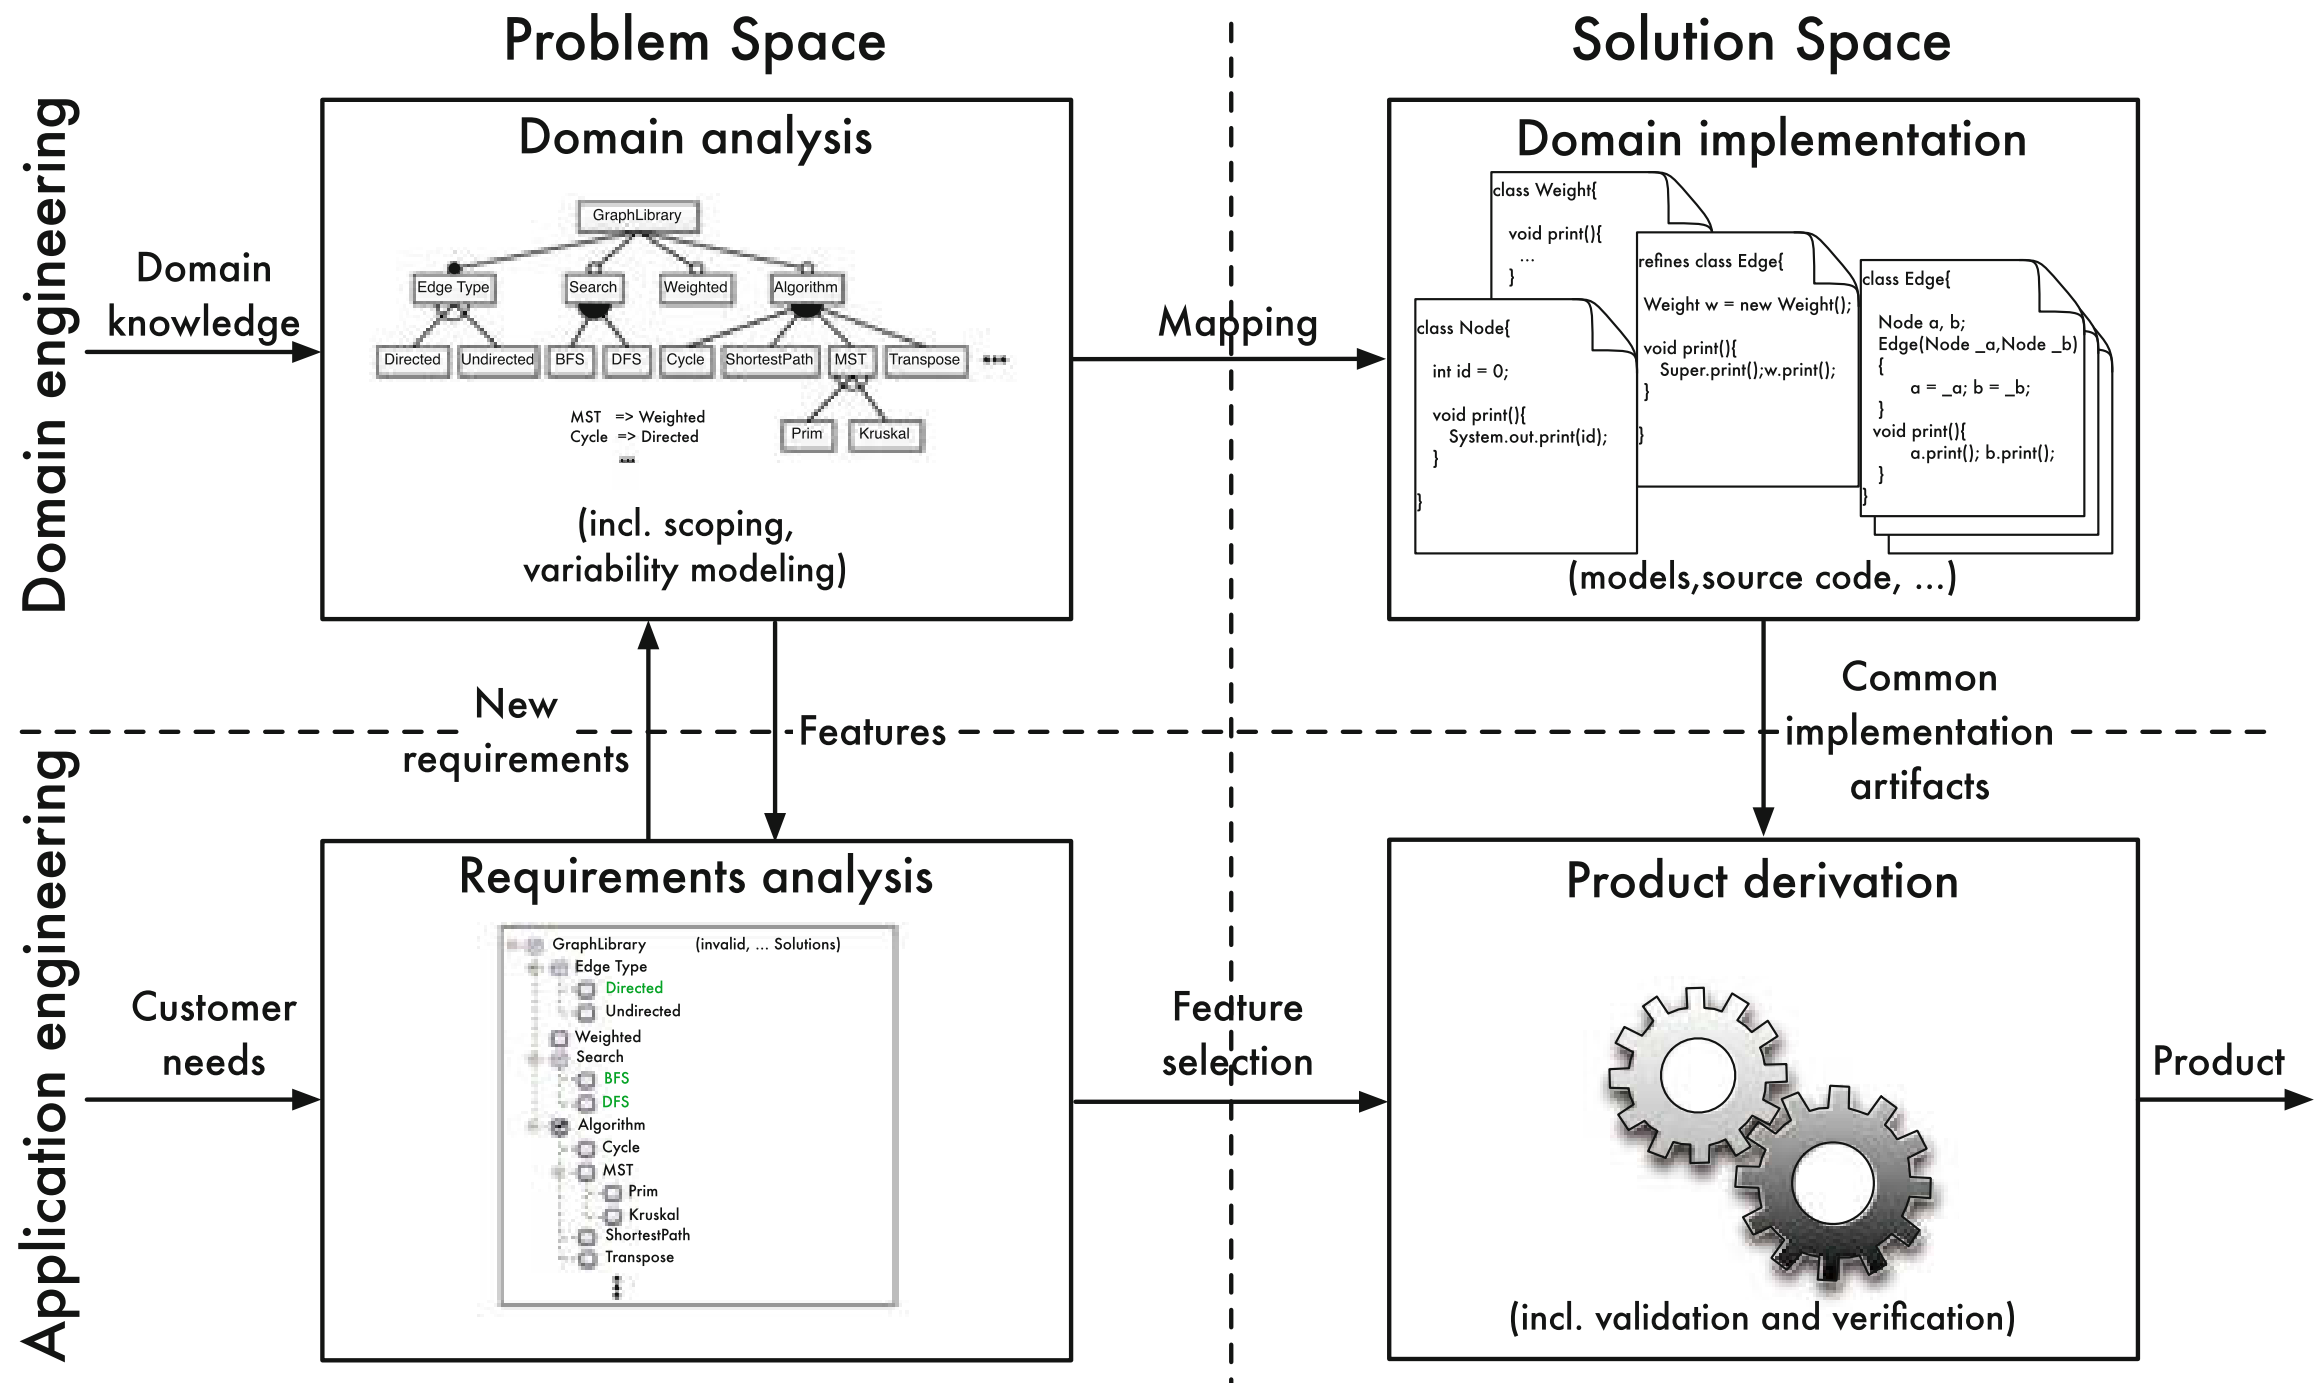 Problem Space
Solution Space
Domain engineering
Domain
knowledge
Domain analysis
GraphLibrary
Edge Type
Search
Weighted
Algorithm
Directed
Undirected
BFS
DFS
Cycle
ShortestPath
MST
Transpose
...
MST => Weighted
Cycle => Directed
...
Prim
Kruskal
(incl. scoping,
variability modeling)
Mapping
Domain implementation
class Weight{
void print(){
...
}
refines class Edge{
Weight w = new Weight();
void print(){
Super.print();w.print();
}
}
class Edge{
Node a, b;
Edge(Node _a,Node _b)
{
a = _a; b = _b;
}
void print(){
a.print(); b.print();
}
}
class Node{
int id = 0;
void print(){
System.out.print(id);
}
}
(models,source code, ...)
New
requirements
Features
Common
implementation
artifacts
Application engineering
Customer
needs
Requirements analysis
GraphLibrary (invalid, ... Solutions)
Edge Type
Directed
Undirected
Weighted
Search
BFS
DFS
Algorithm
Cycle
MST
Prim
Kruskal
ShortestPath
Transpose
Feature
selection
Product derivation
(incl. validation and verification)
Product